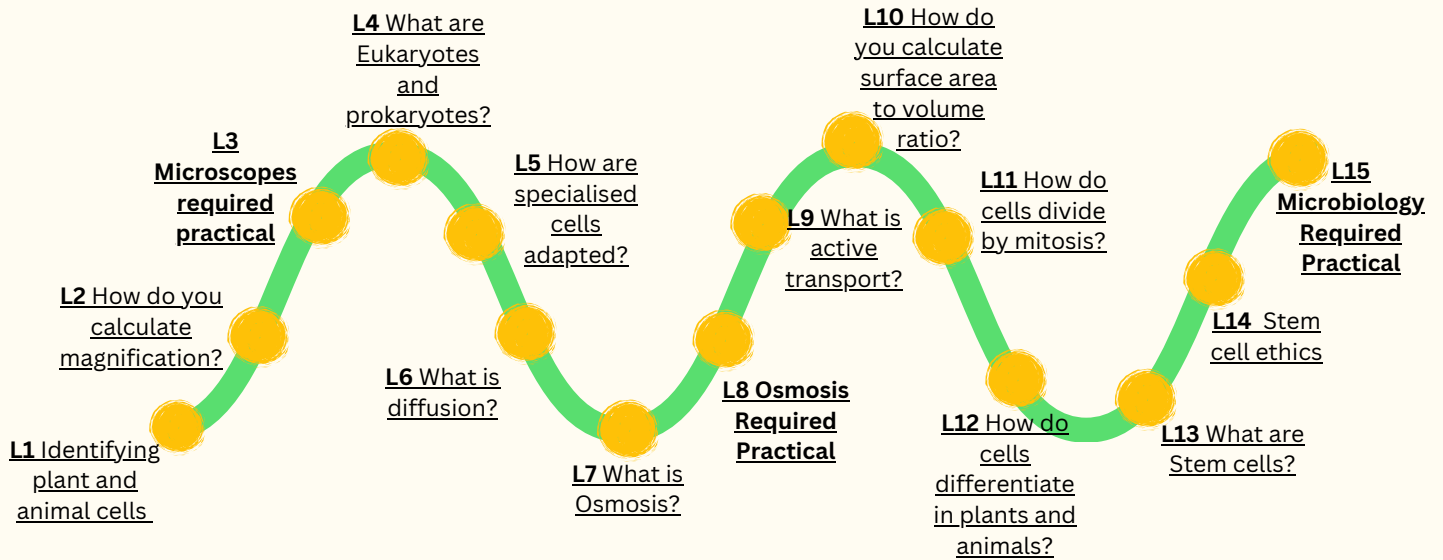 L1 Identifying
plant and
animal cells
L2 How do you
calculate
magnification?
L3
Microscopes
required
practical
L4 What are
Eukaryotes
and
prokaryotes?
L5 How are
specialised
cells
adapted?
L6 What is
diffusion?
L7 What is
Osmosis?
L8 Osmosis
Required
Practical
L9 What is
active
transport?
L10 How do
you calculate
surface area
to volume
ratio?
L11 How do
cells divide
by mitosis?
L12 How do
cells
differentiate
in plants and
animals?
L13 What are
Stem cells?
L14 Stem
cell ethics
L15
Microbiology
Required
Practical